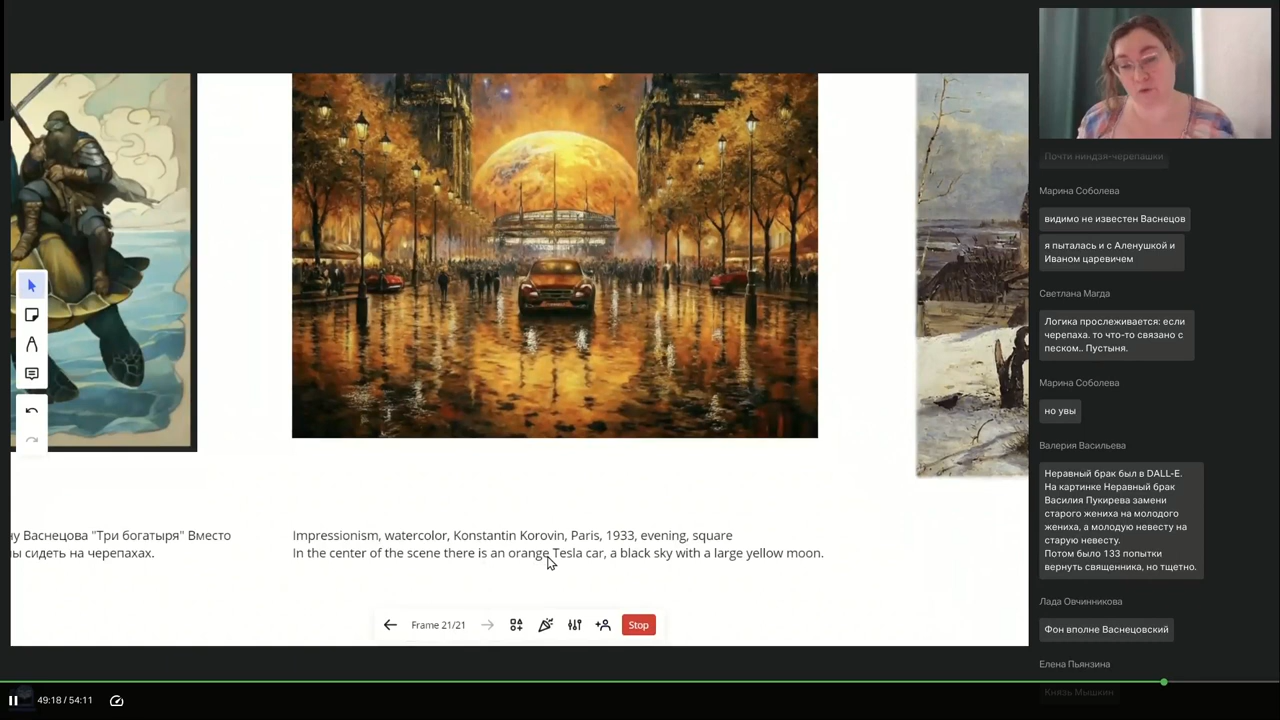 Почти ниндзя-черепашки
Марина Соболева
видимо не известен Васнецов
я пыталась и с Аленушкой и
Иваном царевичем
Светлана Магда
Логика прослеживается: если
черепаха. то что-то связано с
песком.. Пустыня.
Марина Соболева
но увы
Валерия Васильева
Неравный брак был в DALL-E.
На картинке Неравный брак
Василия Пукирева замени
старого жениха на молодого
жениха, а молодую невесту на
старую невесту.
Потом было 133 попытки
вернуть священника, но тщетно.
Лада Овчинникова
Фон вполне Васнецовский
Елена Пьянзина
Князь Мышкин
ну Васнецова "Три богатыря" Вместо
ы сидеть на черепахах.
Impressionism, watercolor, Konstantin Korovin, Paris, 1933, evening, square
In the center of the scene there is an orange Tesla car, a black sky with a large yellow moon.
Frame 21/21
Stop
49:18 / 54:11